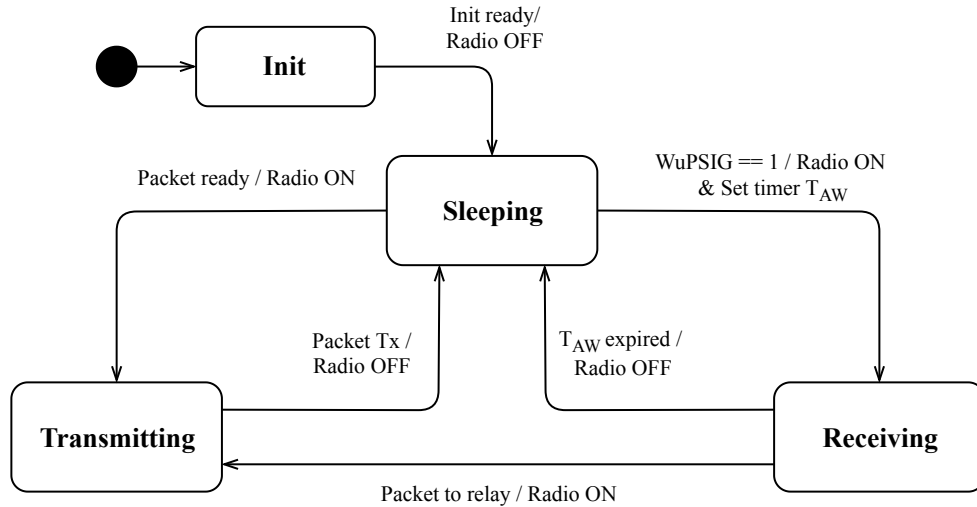 Init ready/
Radio OFF
Init
Packet ready / Radio ON
WuPSIG == 1 / Radio ON
& Set timer T_AW
Sleeping
Packet Tx /
Radio OFF
T_AW expired /
Radio OFF
Transmitting
Receiving
Packet to relay / Radio ON